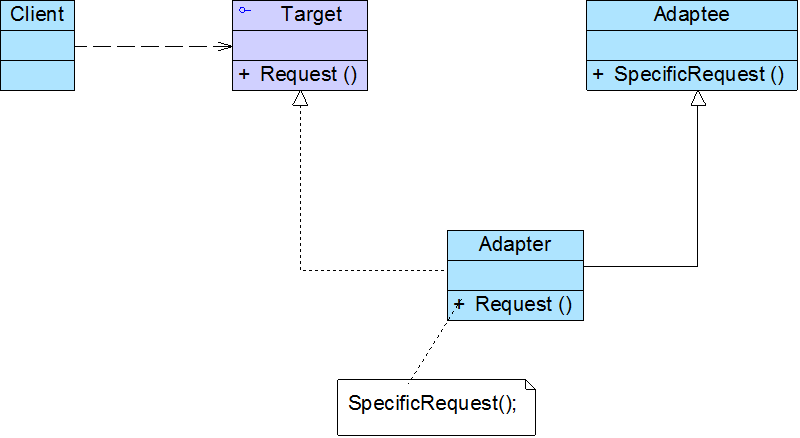 Client
Target
+ Request ()
Adaptee
+ SpecificRequest ()
Adapter
+ Request ()
SpecificRequest();